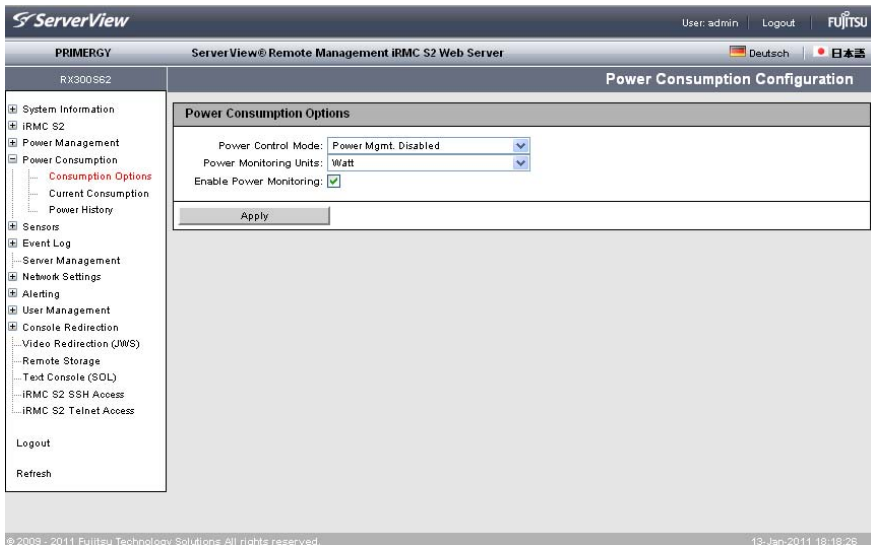 ServerView
User: admin Logout FUJITSU
PRIMERGY ServerView® Remote Management iRMC S2 Web Server Deutsch 日本語
RX300S62 Power Consumption Configuration
System Information
iRMC S2
Power Management
Power Consumption
Consumption Options
Current Consumption
Power History
Sensors
Event Log
Server Management
Network Settings
Alerting
User Management
Console Redirection
Video Redirection (JWS)
Remote Storage
Text Console (SOL)
iRMC S2 SSH Access
iRMC S2 Telnet Access
Logout
Refresh
Power Consumption Options
Power Control Mode: Power Mgmt. Disabled
Power Monitoring Units: Watt
Enable Power Monitoring:
Apply
© 2009 - 2011 Fujitsu Technology Solutions All rights reserved. 13-Jan-2011 18:18:26